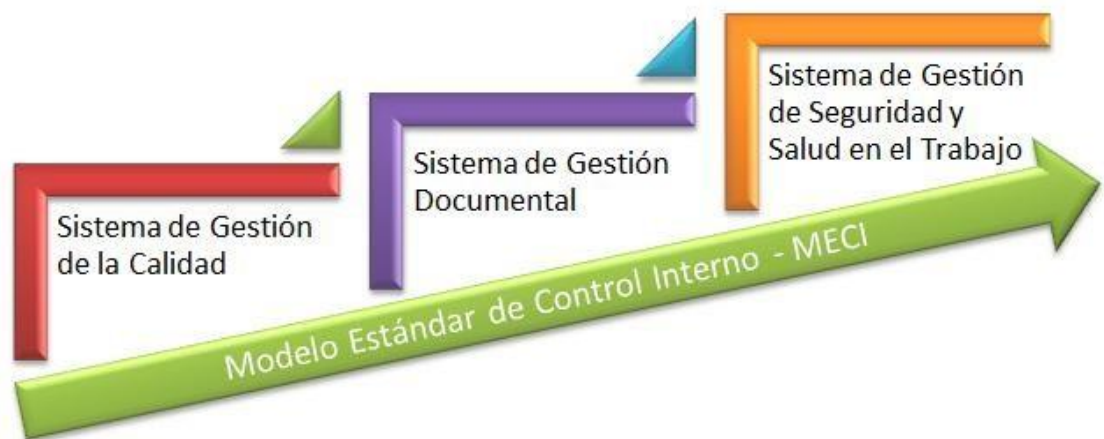 Sistema de Gestión
de la Calidad
Sistema de Gestión
Documental
Sistema de Gestión
de Seguridad y
Salud en el Trabajo
Modelo Estándar de Control Interno - MECI